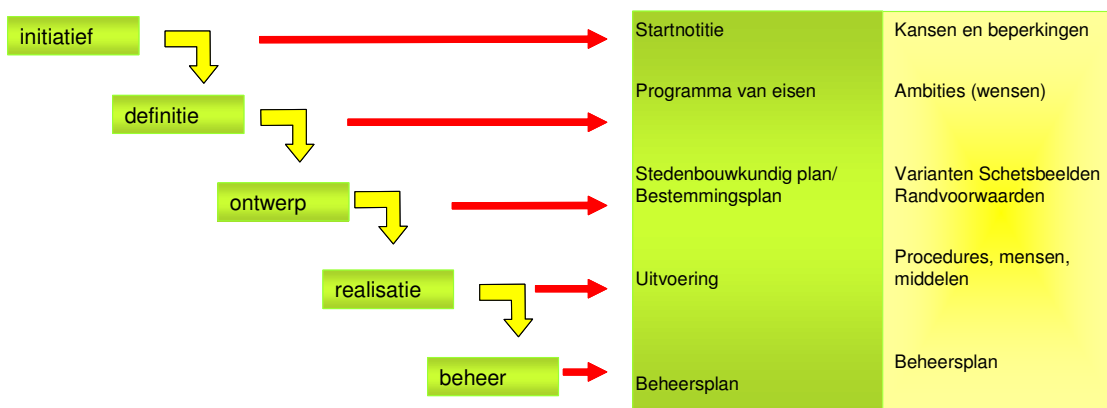 initiatief
Startnotitie
Kansen en beperkingen
definitie
Programma van eisen
Ambities (wensen)
ontwerp
Stedenbouwkundig plan/
Bestemmingsplan
Varianten Schetsbeelden
Randvoorwaarden
realisatie
Uitvoering
Procedures, mensen,
middelen
beheer
Beheersplan
Beheersplan